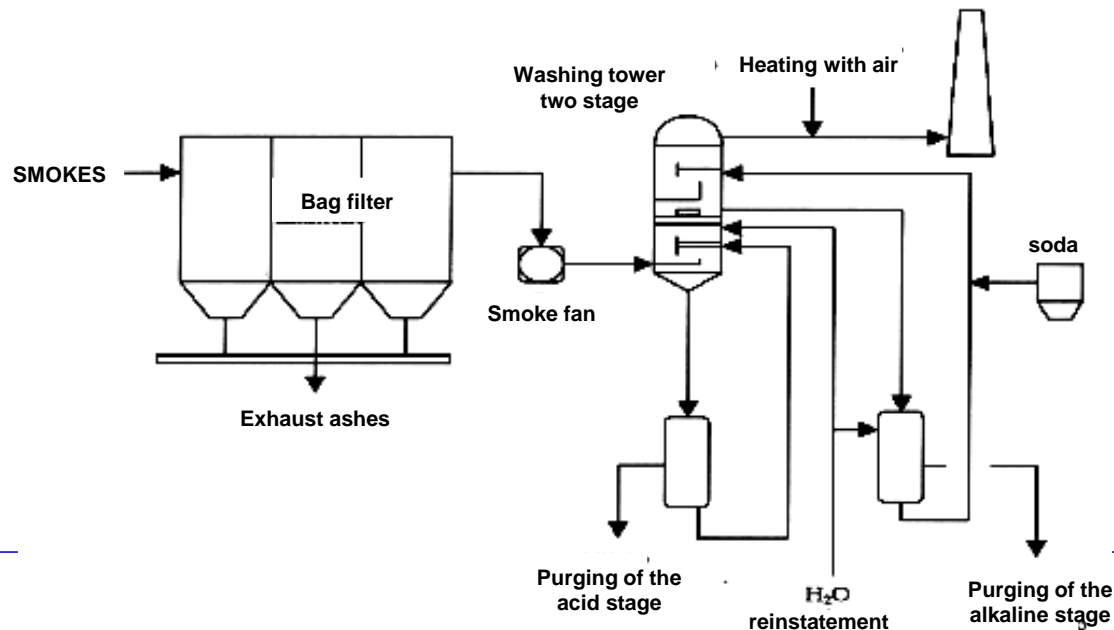 Washing tower
two stage
Heating with air
SMOKES
Bag filter
soda
Smoke fan
Exhaust ashes
Purging of the
acid stage
H₂O
reinstatement
Purging of the
alkaline stage